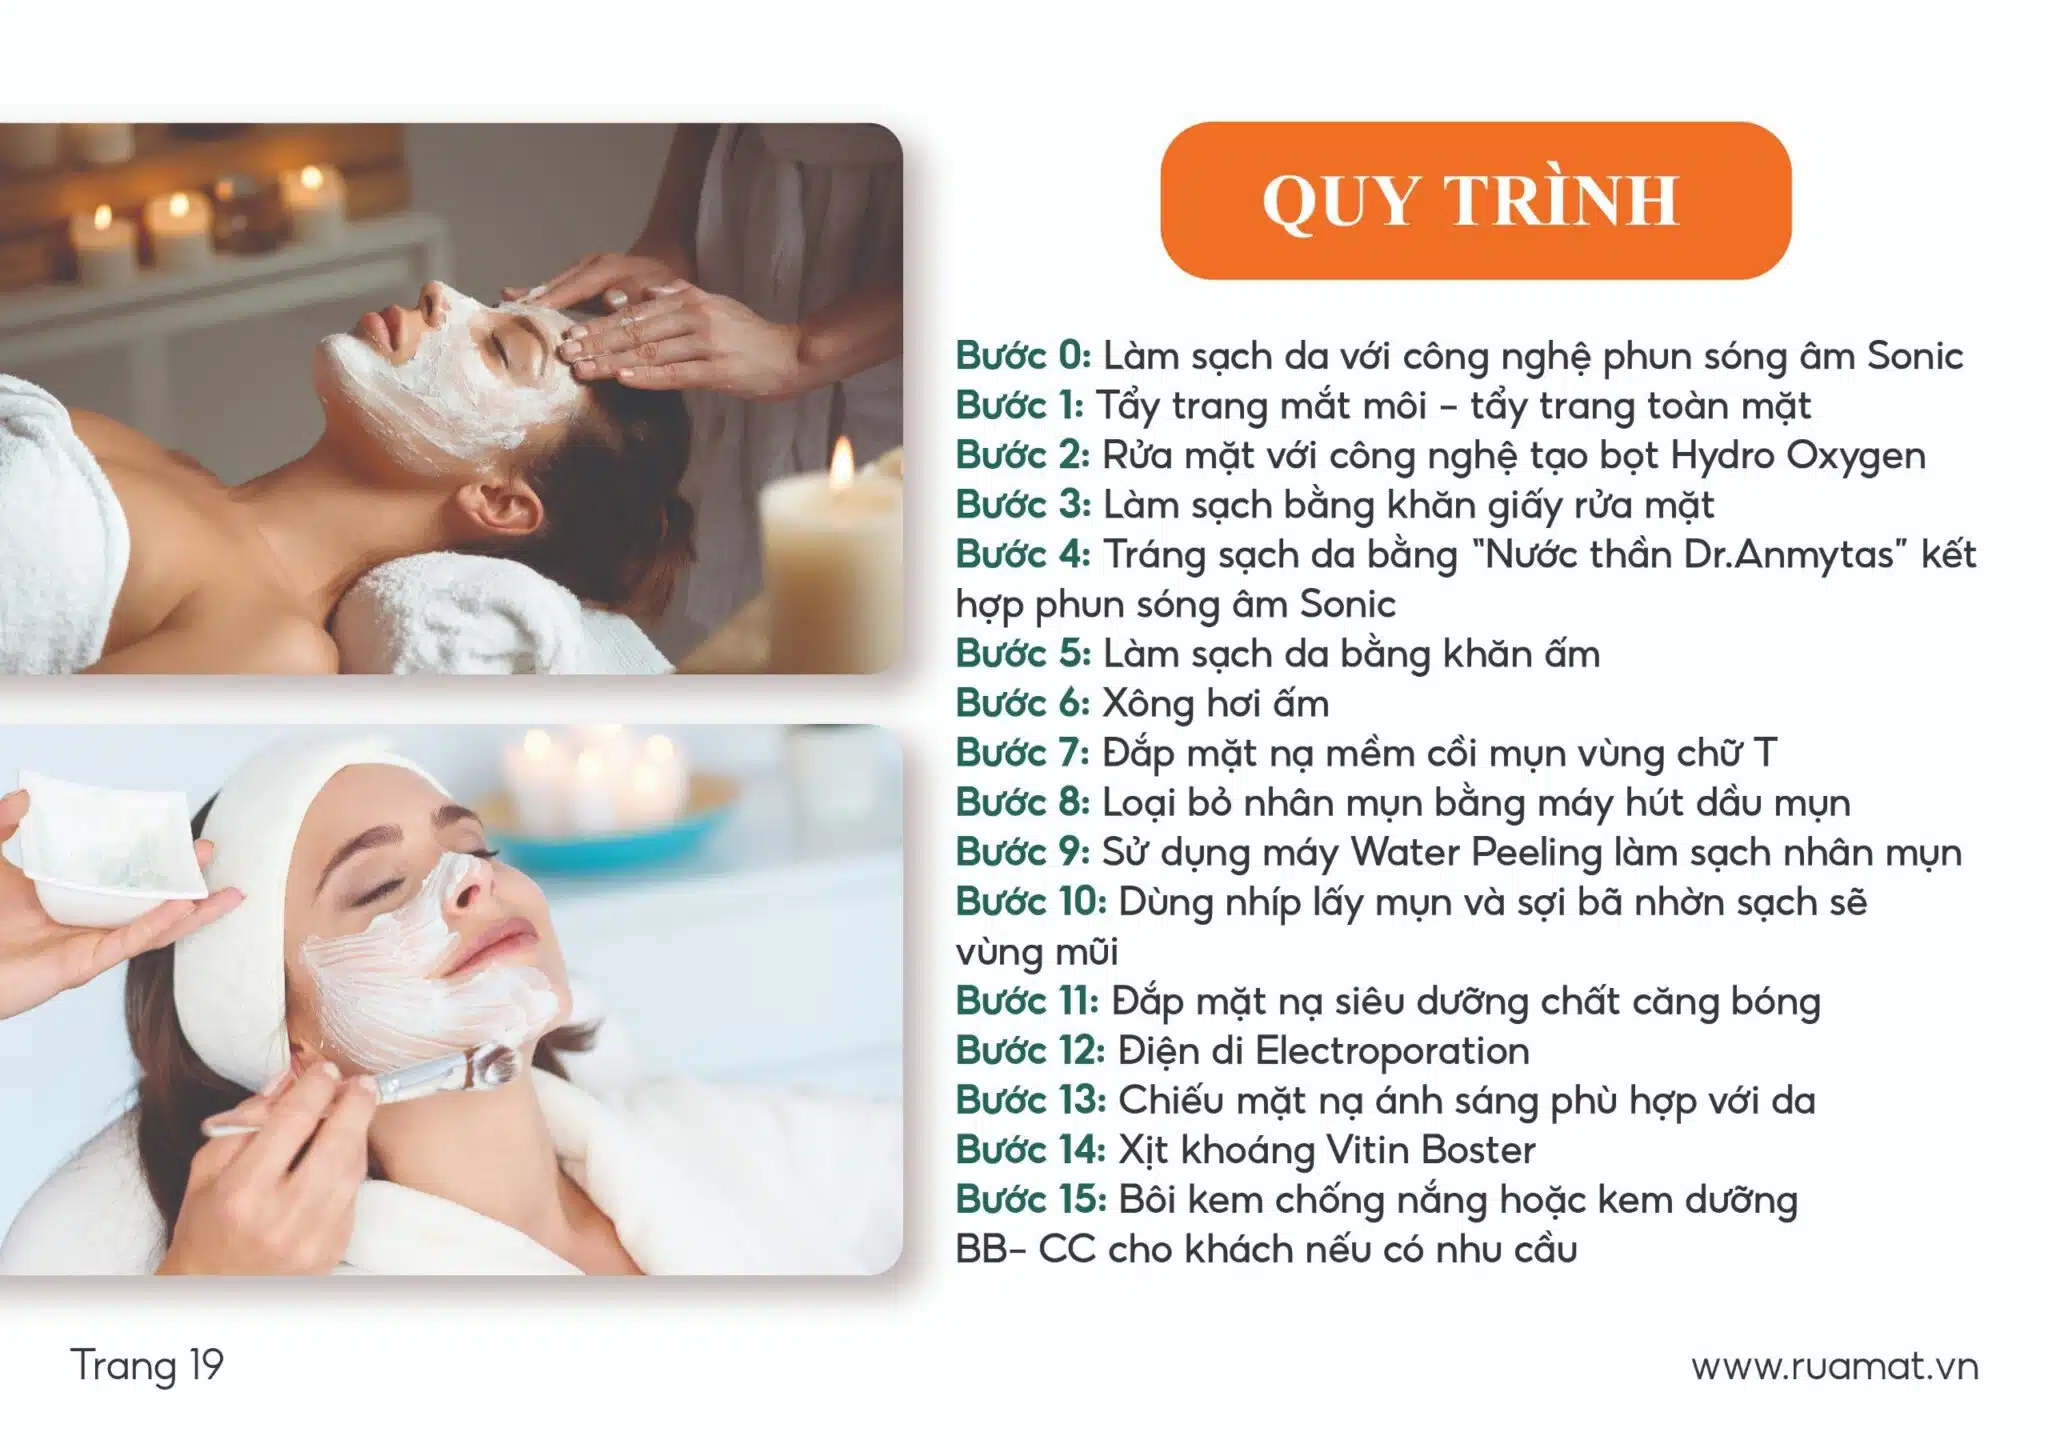 QUY TRÌNH
Bước 0: Làm sạch da với công nghệ phun sóng âm Sonic
Bước 1: Tẩy trang mắt môi - tẩy trang toàn mặt
Bước 2: Rửa mặt với công nghệ tạo bọt Hydro Oxygen
Bước 3: Làm sạch bằng khăn giấy rửa mặt
Bước 4: Tráng sạch da bằng "Nước thần Dr.Anmytas" kết
hợp phun sóng âm Sonic
Bước 5: Làm sạch da bằng khăn ấm
Bước 6: Xông hơi ấm
Bước 7: Đắp mặt nạ mềm cồi mụn vùng chữ T
Bước 8: Loại bỏ nhân mụn bằng máy hút dầu mụn
Bước 9: Sử dụng máy Water Peeling làm sạch nhân mụn
Bước 10: Dùng nhíp lấy mụn và sợi bã nhờn sạch sẽ
vùng mũi
Bước 11: Đắp mặt nạ siêu dưỡng chất căng bóng
Bước 12: Điện di Electroporation
Bước 13: Chiếu mặt nạ ánh sáng phù hợp với da
Bước 14: Xịt khoáng Vitin Boster
Bước 15: Bôi kem chống nắng hoặc kem dưỡng
BB- CC cho khách nếu có nhu cầu
Trang 19
www.ruamat.vn